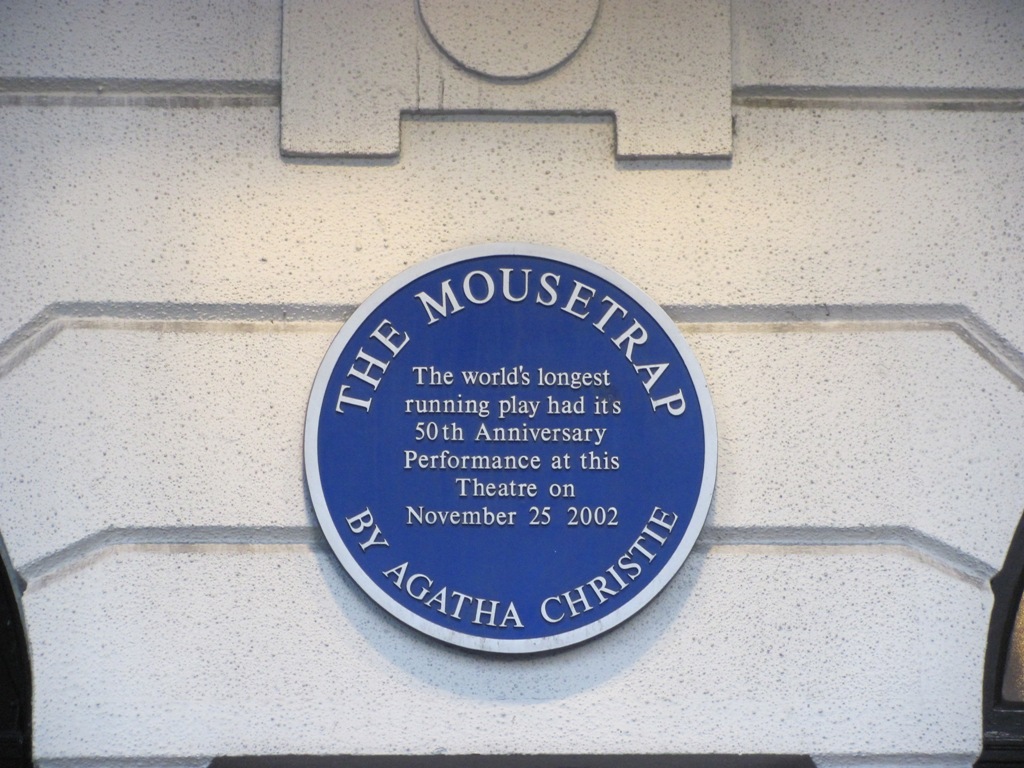 THE MOUSETRAP
The world's longest
running play had it's
50th Anniversary
Performance at this
Theatre on
November 25 2002
BY AGATHA CHRISTIE